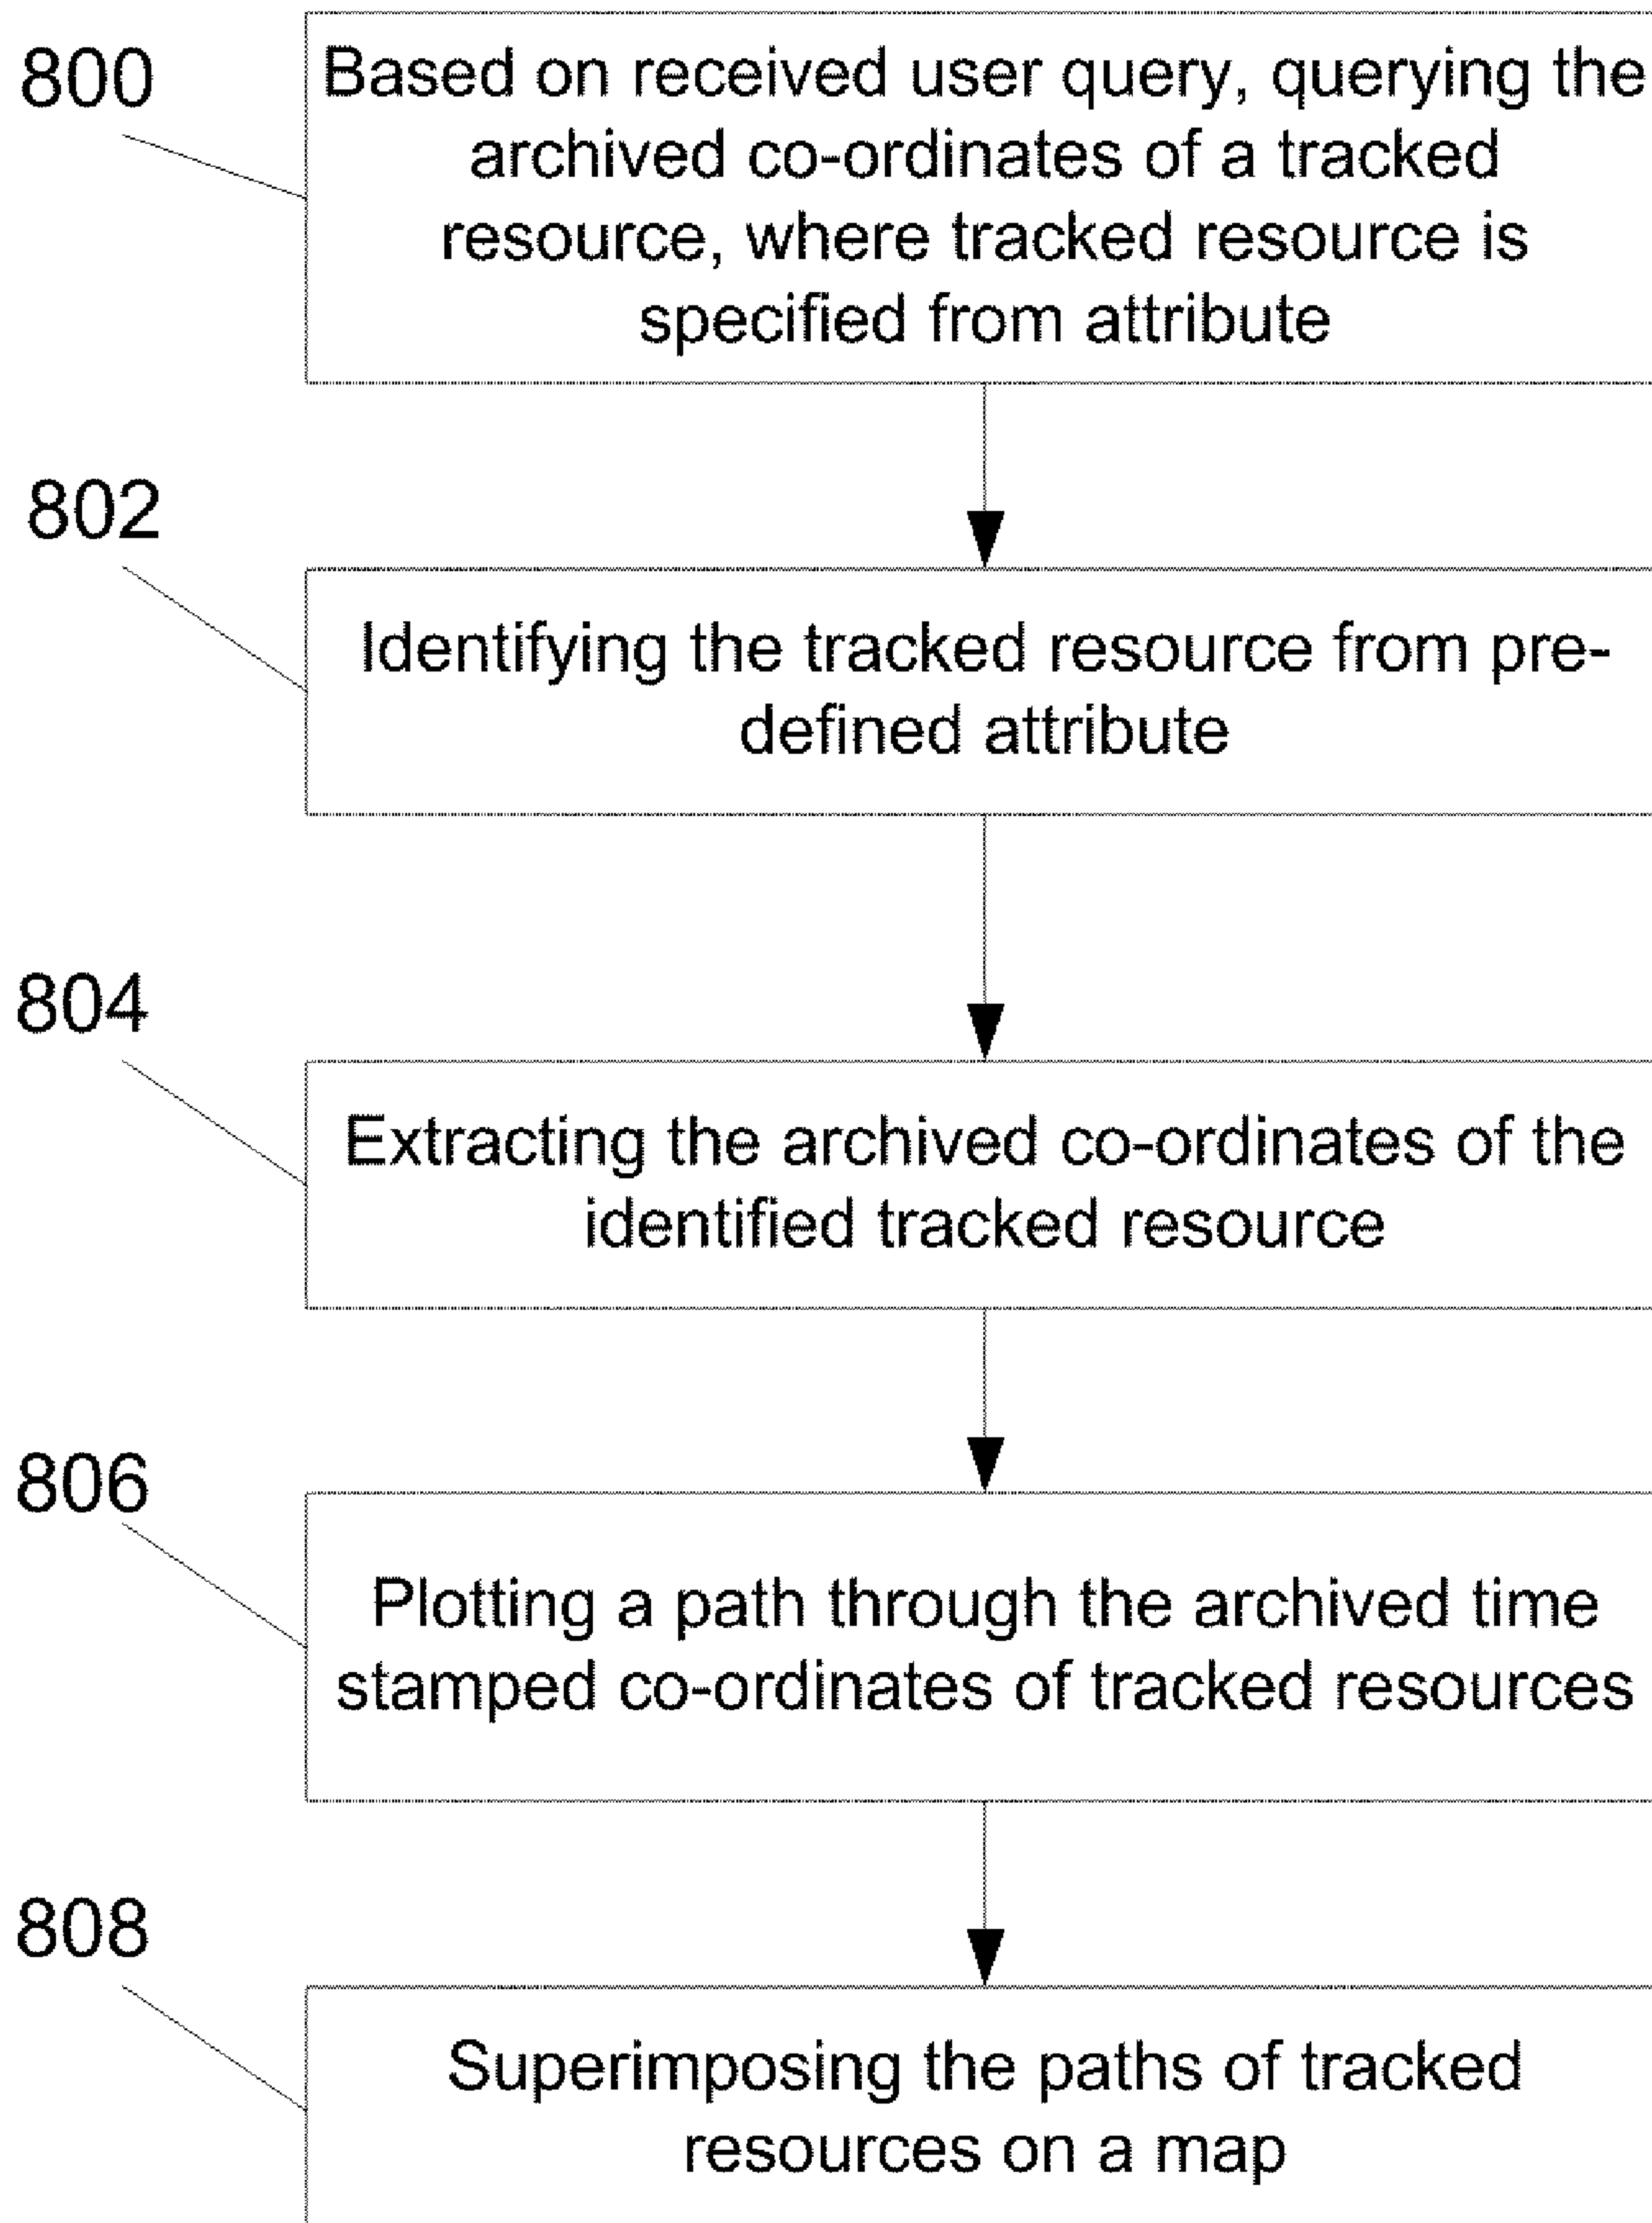 800
Based on received user query, querying the
archived co-ordinates of a tracked
resource, where tracked resource is
specified from attribute
802
Identifying the tracked resource from pre-
defined attribute
804
Extracting the archived co-ordinates of the
identified tracked resource
806
Plotting a path through the archived time
stamped co-ordinates of tracked resources
808
Superimposing the paths of tracked
resources on a map